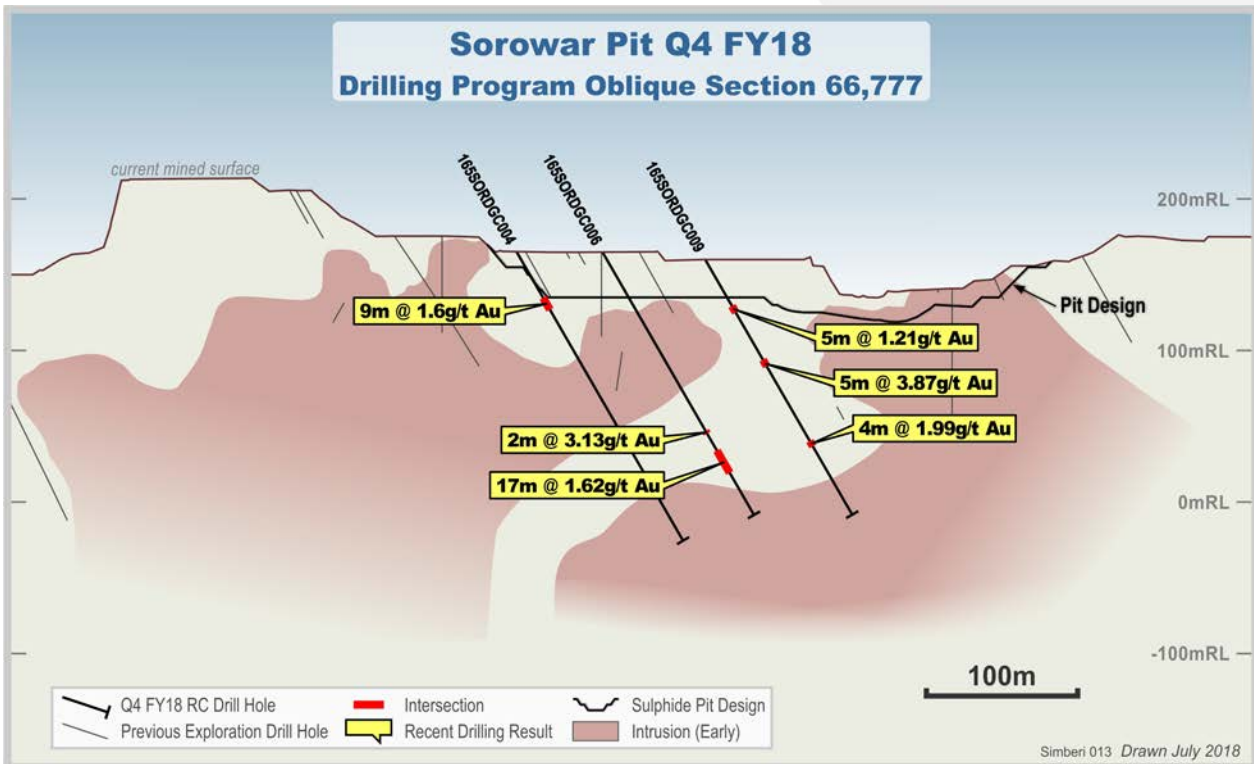 Sorowar Pit Q4 FY18
Drilling Program Oblique Section 66,777
current mined surface
165SORDGC004
165SORDGC006
165SORDGC009
200mRL
9m @ 1.6g/t Au
Pit Design
5m @ 1.21g/t Au
100mRL
5m @ 3.87g/t Au
2m @ 3.13g/t Au
4m @ 1.99g/t Au
17m @ 1.62g/t Au
0mRL
-100mRL
100m
Q4 FY18 RC Drill Hole
Intersection
Sulphide Pit Design
Previous Exploration Drill Hole
Recent Drilling Result
Intrusion (Early)
Simberi 013 Drawn July 2018